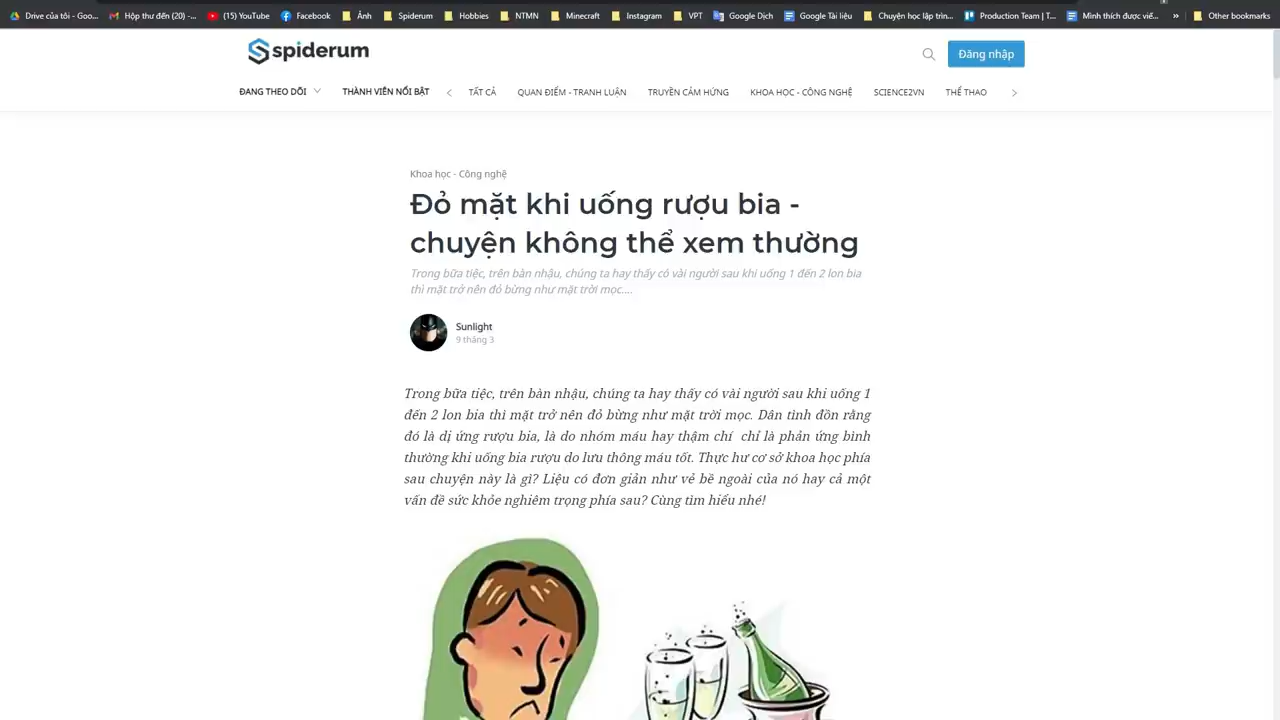 Drive của tôi - Goo... Hộp thư đến (20) -... (15) YouTube Facebook Ảnh Spiderum Hobbies NTMN Minecraft Instagram VPT Google Dịch Google Tài liệu Chuyện học lập trìn... Production Team | T... Minh thích được viế... » Other bookmarks
spiderum
Đăng nhập
ĐANG THEO DÕI THÀNH VIÊN NỔI BẬT TẤT CẢ QUAN ĐIỂM - TRANH LUẬN TRUYỀN CẢM HỨNG KHOA HỌC - CÔNG NGHỆ SCIENCE2VN THỂ THAO
Khoa học - Công nghệ
Đỏ mặt khi uống rượu bia -
chuyện không thể xem thường
Trong bữa tiệc, trên bàn nhậu, chúng ta hay thấy có vài người sau khi uống 1 đến 2 lon bia
thì mặt trở nên đỏ bừng như mặt trời mọc....
Sunlight
9 tháng 3
Trong bữa tiệc, trên bàn nhậu, chúng ta hay thấy có vài người sau khi uống 1
đến 2 lon bia thì mặt trở nên đỏ bừng như mặt trời mọc. Dân tình đồn rằng
đó là dị ứng rượu bia, là do nhóm máu hay thậm chí chỉ là phản ứng bình
thường khi uống bia rượu do lưu thông máu tốt. Thực hư cơ sở khoa học phía
sau chuyện này là gì? Liệu có đơn giản như vẻ bề ngoài của nó hay cả một
vấn đề sức khỏe nghiêm trọng phía sau? Cùng tìm hiểu nhé!